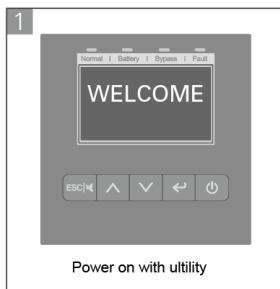 1
Normal I Battery I Bypass I Fault
WELCOME
ESC
Power on with ultility